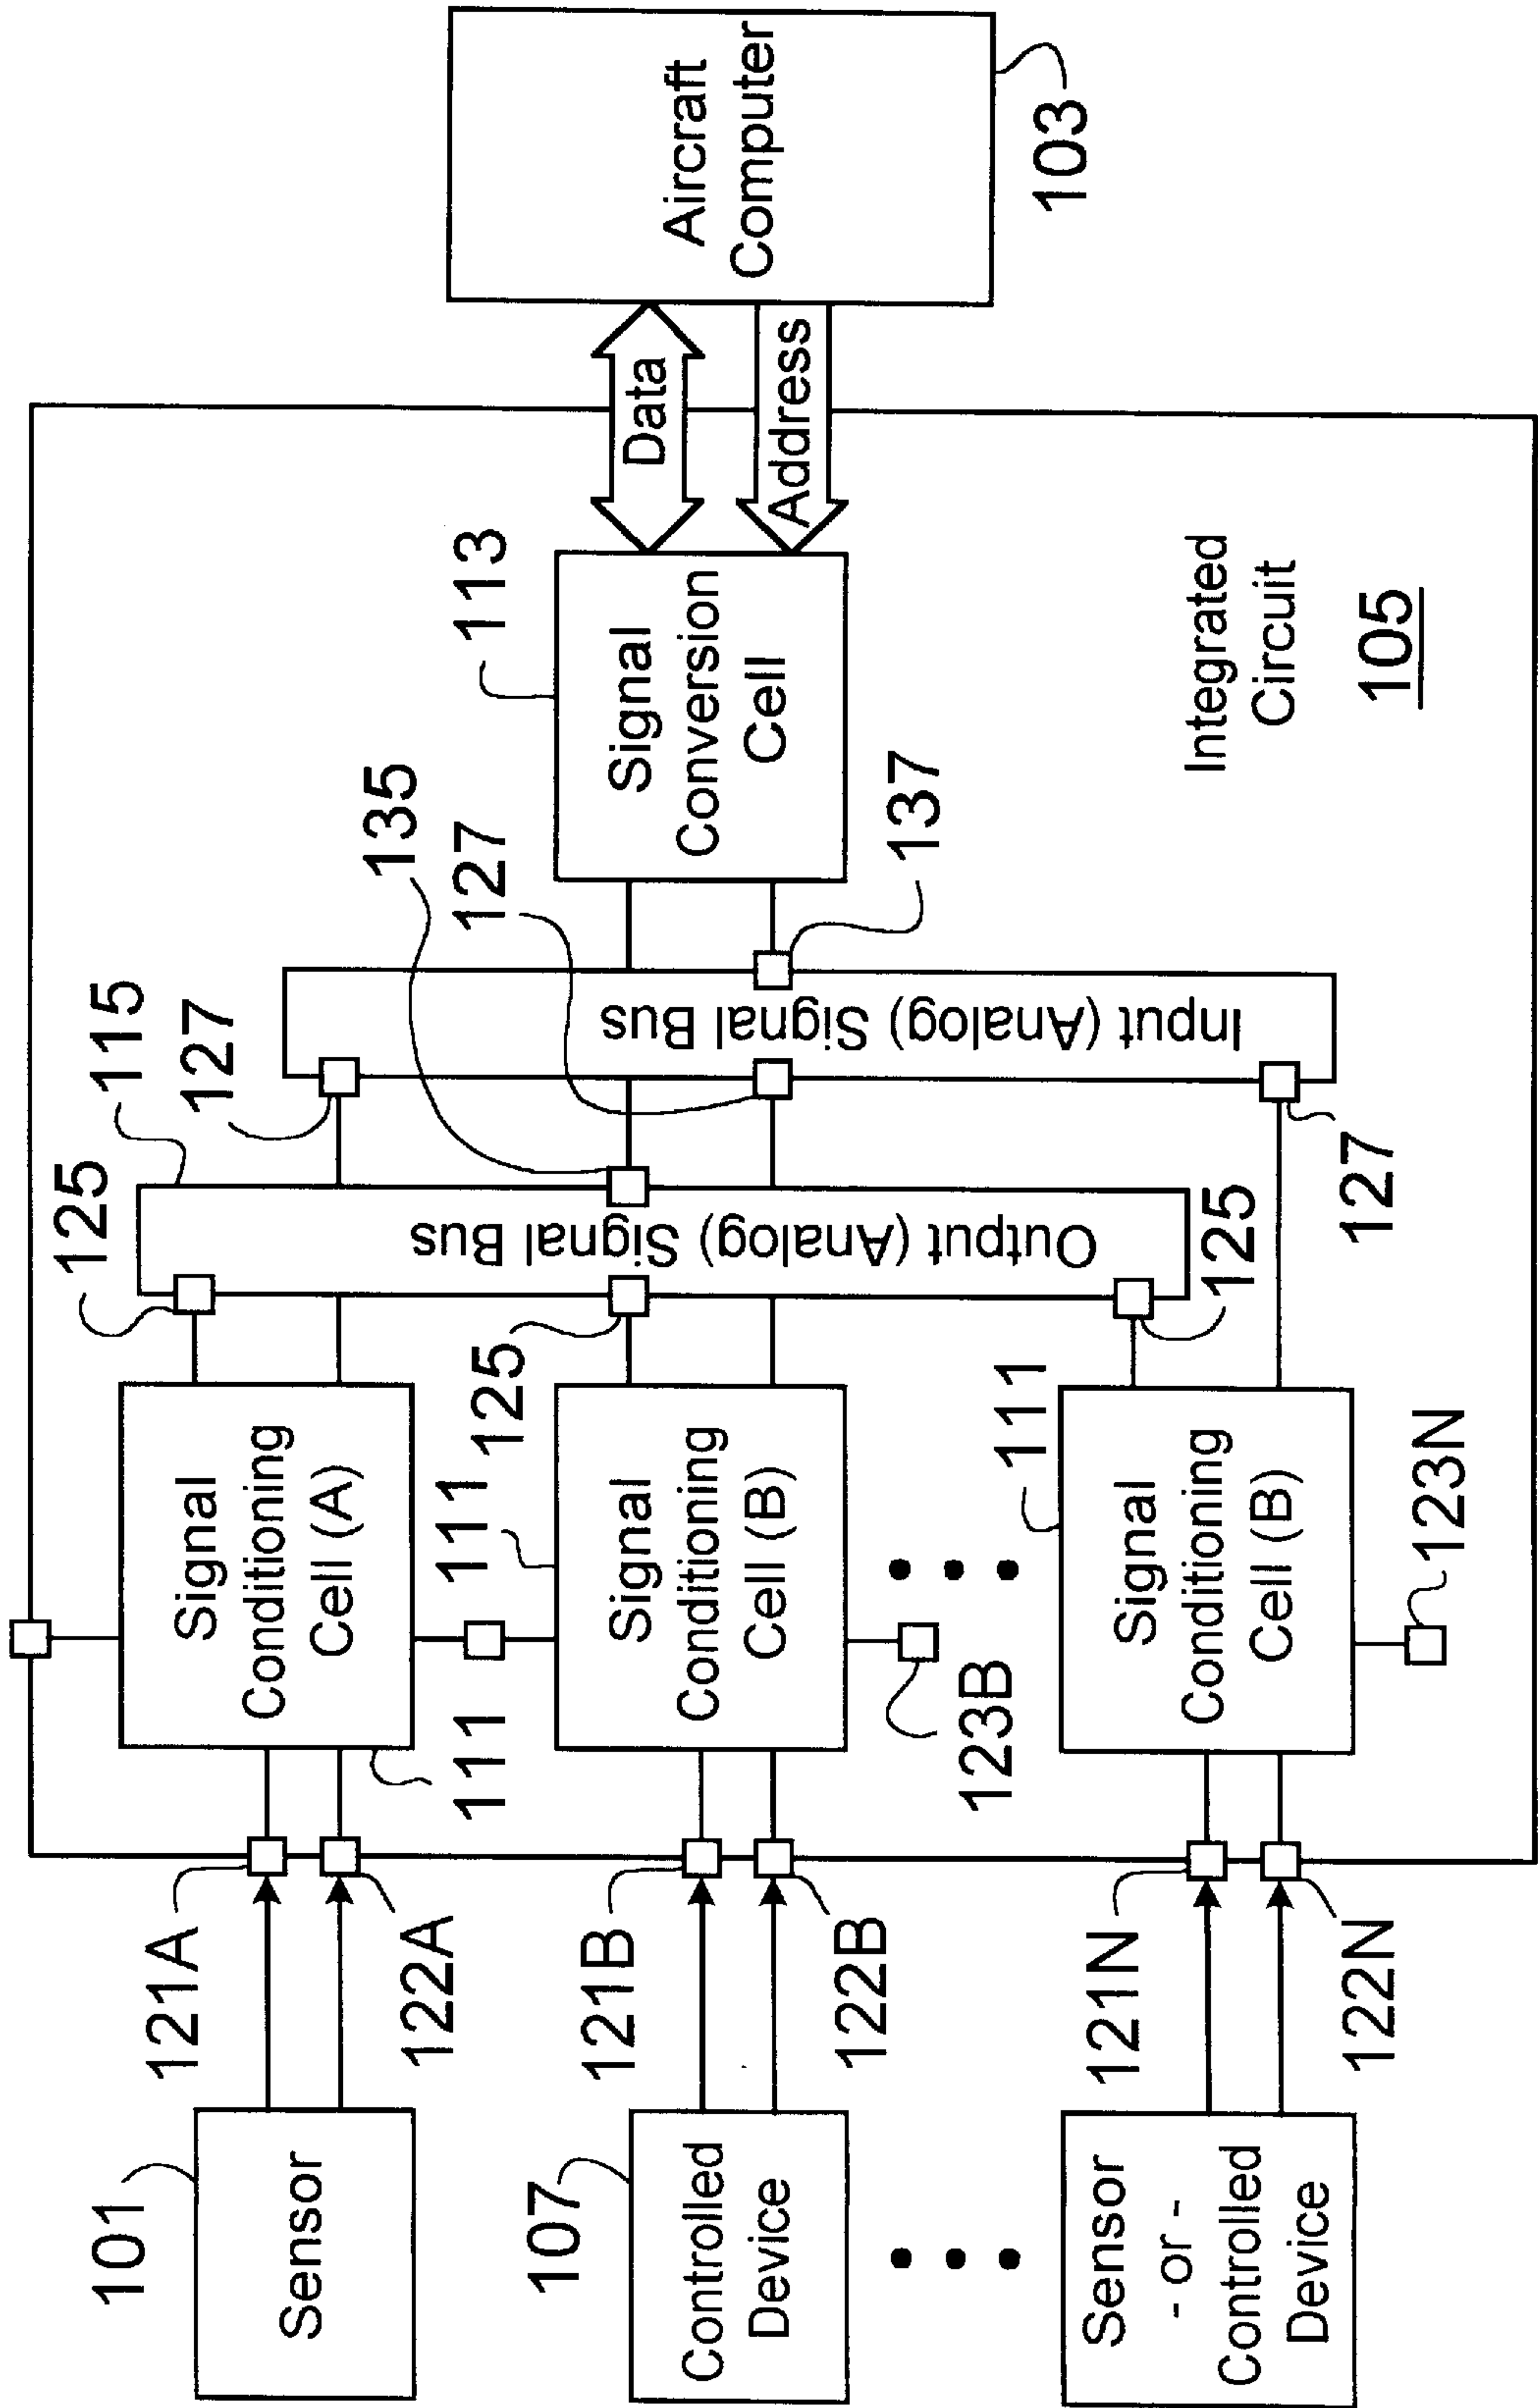 101
Sensor
121A
122A
107
Controlled
Device
121B
122B
Sensor
- or -
Controlled
Device
121N
122N
Signal
Conditioning
Cell (A)
111
111
Signal
Conditioning
Cell (B)
123B
111
Signal
Conditioning
Cell (B)
123N
125
125
125
115
Output (Analog) Signal Bus
127
127
127
135
137
Input (Analog) Signal Bus
113
Signal
Conversion
Cell
Data
Address
Integrated
Circuit
105
Aircraft
Computer
103